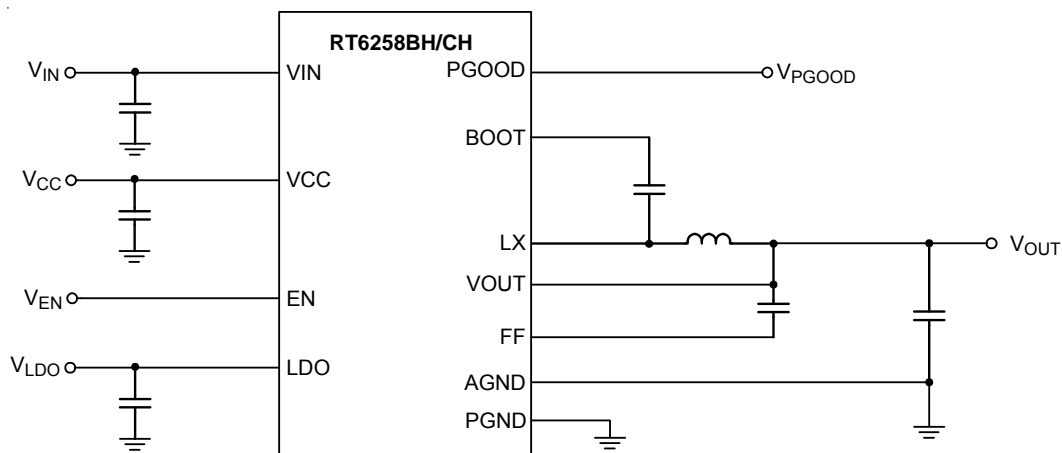 RT6258BH/CH
VIN
VIN
PGOOD
VPGOOD
BOOT
VCC
VCC
LX
VOUT
VOUT
VEN
EN
FF
VLDO
LDO
AGND
PGND